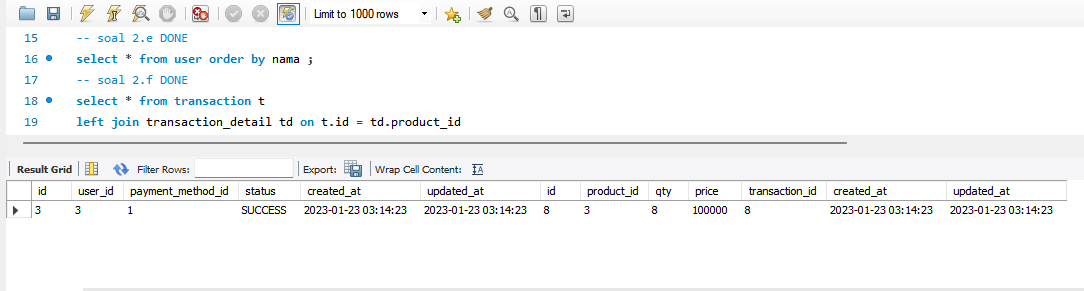 Limit to 1000 rows
15 -- soal 2.e DONE
16 select * from user order by nama ;
17 -- soal 2.f DONE
18 select * from transaction t
19 left join transaction_detail td on t.id = td.product_id
Result Grid Filter Rows: Export: Wrap Cell Content: IA
id user_id payment_method_id status created_at updated_at id product_id qty price transaction_id created_at updated_at
3 3 1 SUCCESS 2023-01-23 03:14:23 2023-01-23 03:14:23 8 3 8 100000 8 2023-01-23 03:14:23 2023-01-23 03:14:23